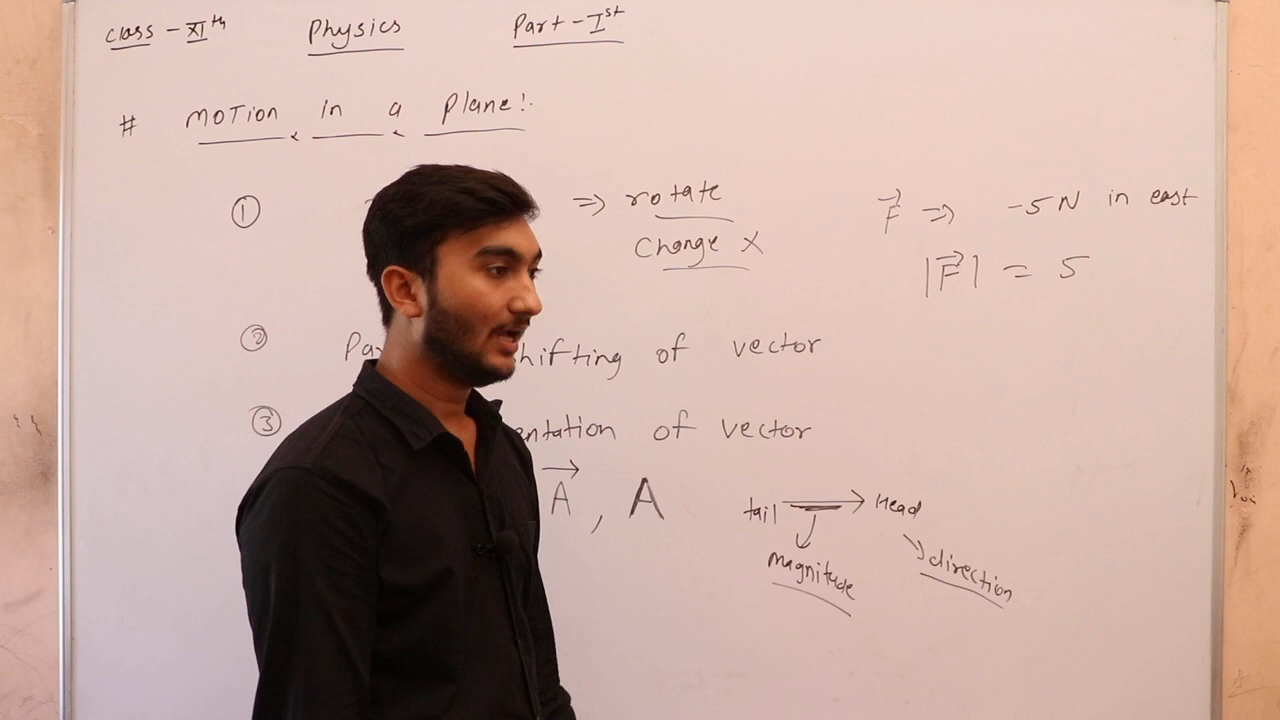 class - XIth Physics Part - Ist
# MOTion in a Plane!.
① ⇒ rotate
change X
F⃗ ⇒ -5 N in east
|F⃗| = 5
② Pa hifting of vector
③ entation of vector
A⃗ , A
tail → Head
magnitude
direction